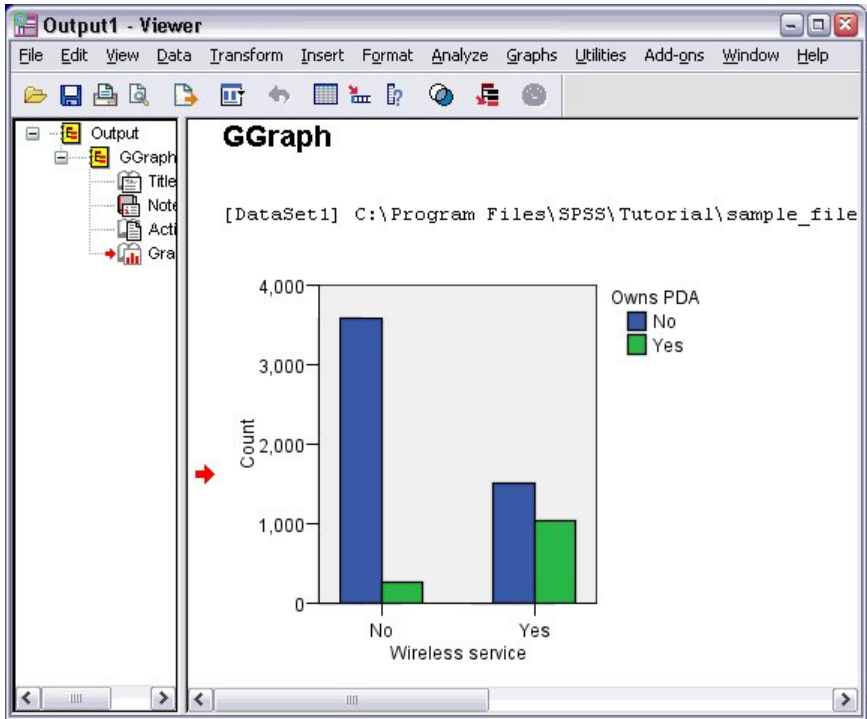 Output1 - Viewer
File Edit View Data Transform Insert Format Analyze Graphs Utilities Add-ons Window Help
Output
GGraph
Title
Note
Acti
Gra
GGraph
[DataSet1] C:\Program Files\SPSS\Tutorial\sample_file
4,000
3,000
2,000
1,000
0
Count
No
Yes
Wireless service
Owns PDA
No
Yes